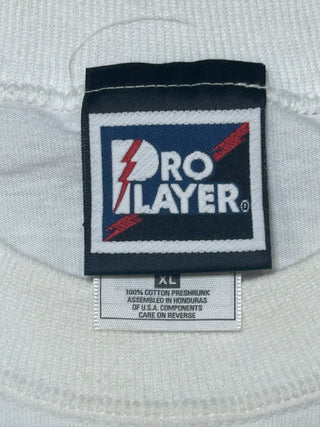 PRO
PLAYER®
XL
100% COTTON PRESHRUNK
ASSEMBLED IN HONDURAS
OF U.S.A. COMPONENTS
CARE ON REVERSE